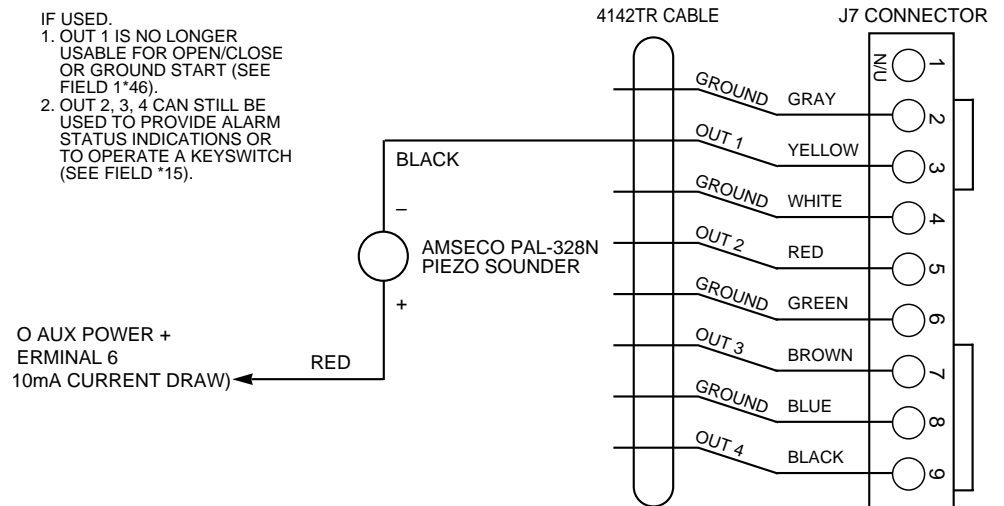 IF USED.
1. OUT 1 IS NO LONGER
USABLE FOR OPEN/CLOSE
OR GROUND START (SEE
FIELD 1*46).
2. OUT 2, 3, 4 CAN STILL BE
USED TO PROVIDE ALARM
STATUS INDICATIONS OR
TO OPERATE A KEYSWITCH
(SEE FIELD *15).
4142TR CABLE
J7 CONNECTOR
N/U
1
GROUND GRAY 2
BLACK
OUT 1 YELLOW 3
GROUND WHITE 4
–
AMSECO PAL-328N
PIEZO SOUNDER
+
OUT 2 RED 5
GROUND GREEN 6
O AUX POWER +
ERMINAL 6
10mA CURRENT DRAW)
RED
OUT 3 BROWN 7
GROUND BLUE 8
OUT 4 BLACK 9